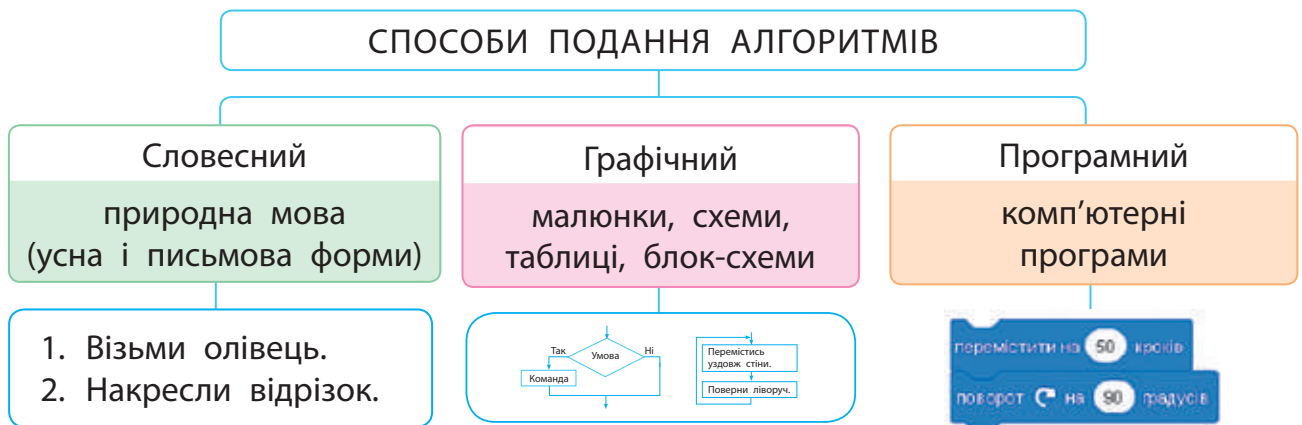 СПОСОБИ ПОДАННЯ АЛГОРИТМІВ
Словесний
природна мова
(усна і письмова форми)
1. Візьми олівець.
2. Накресли відрізок.
Графічний
малюнки, схеми,
таблиці, блок-схеми
Так
Умова
Ні
Команда
Перемістись
уздовж стіни.
Поверни ліворуч.
Програмний
комп’ютерні
програми
перемістити на 50 кроків
поворот на 90 градусів